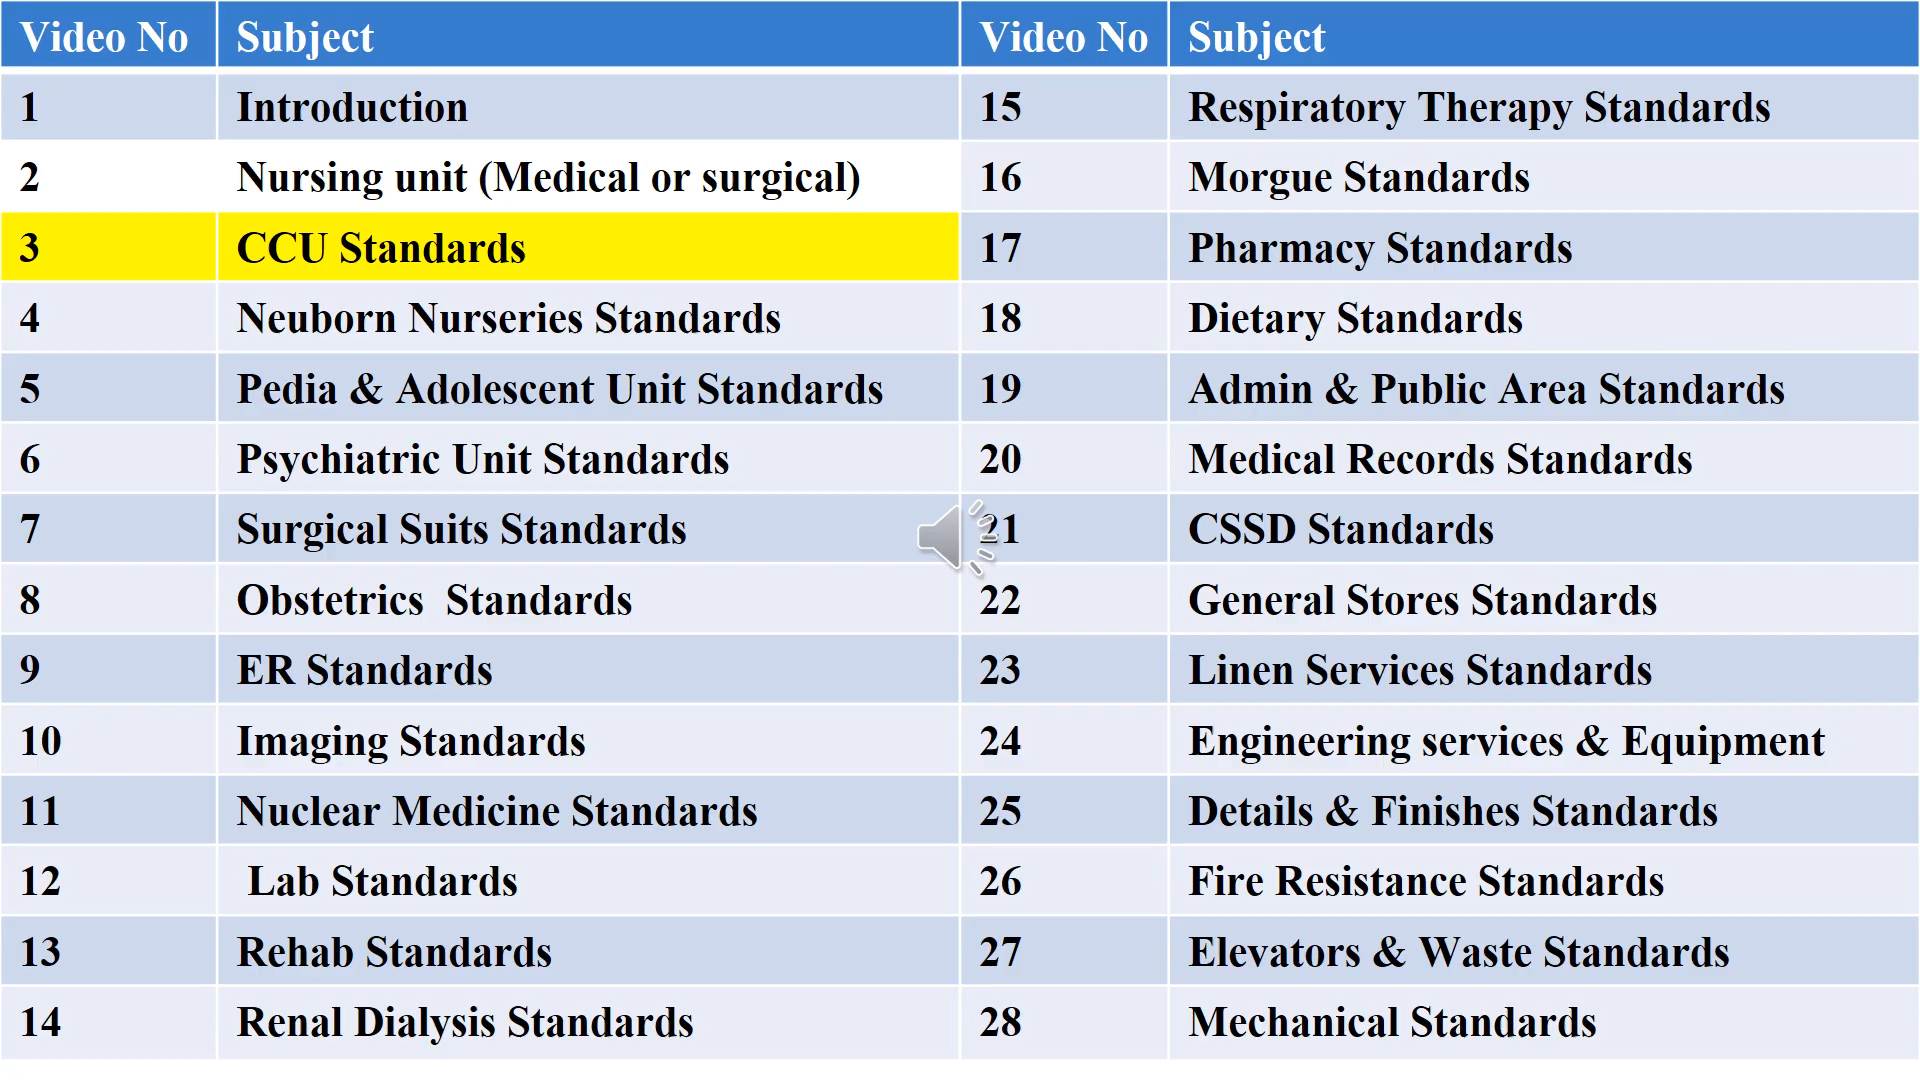 Video No Subject Video No Subject
1 Introduction 15 Respiratory Therapy Standards
2 Nursing unit (Medical or surgical) 16 Morgue Standards
3 CCU Standards 17 Pharmacy Standards
4 Neuborn Nurseries Standards 18 Dietary Standards
5 Pedia & Adolescent Unit Standards 19 Admin & Public Area Standards
6 Psychiatric Unit Standards 20 Medical Records Standards
7 Surgical Suits Standards 21 CSSD Standards
8 Obstetrics Standards 22 General Stores Standards
9 ER Standards 23 Linen Services Standards
10 Imaging Standards 24 Engineering services & Equipment
11 Nuclear Medicine Standards 25 Details & Finishes Standards
12 Lab Standards 26 Fire Resistance Standards
13 Rehab Standards 27 Elevators & Waste Standards
14 Renal Dialysis Standards 28 Mechanical Standards